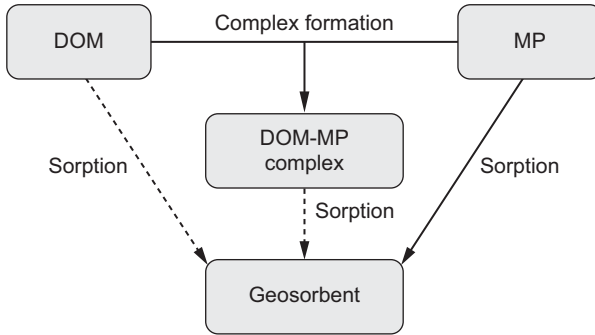 Complex formation
DOM
MP
DOM-MP
complex
Sorption
Sorption
Sorption
Geosorbent